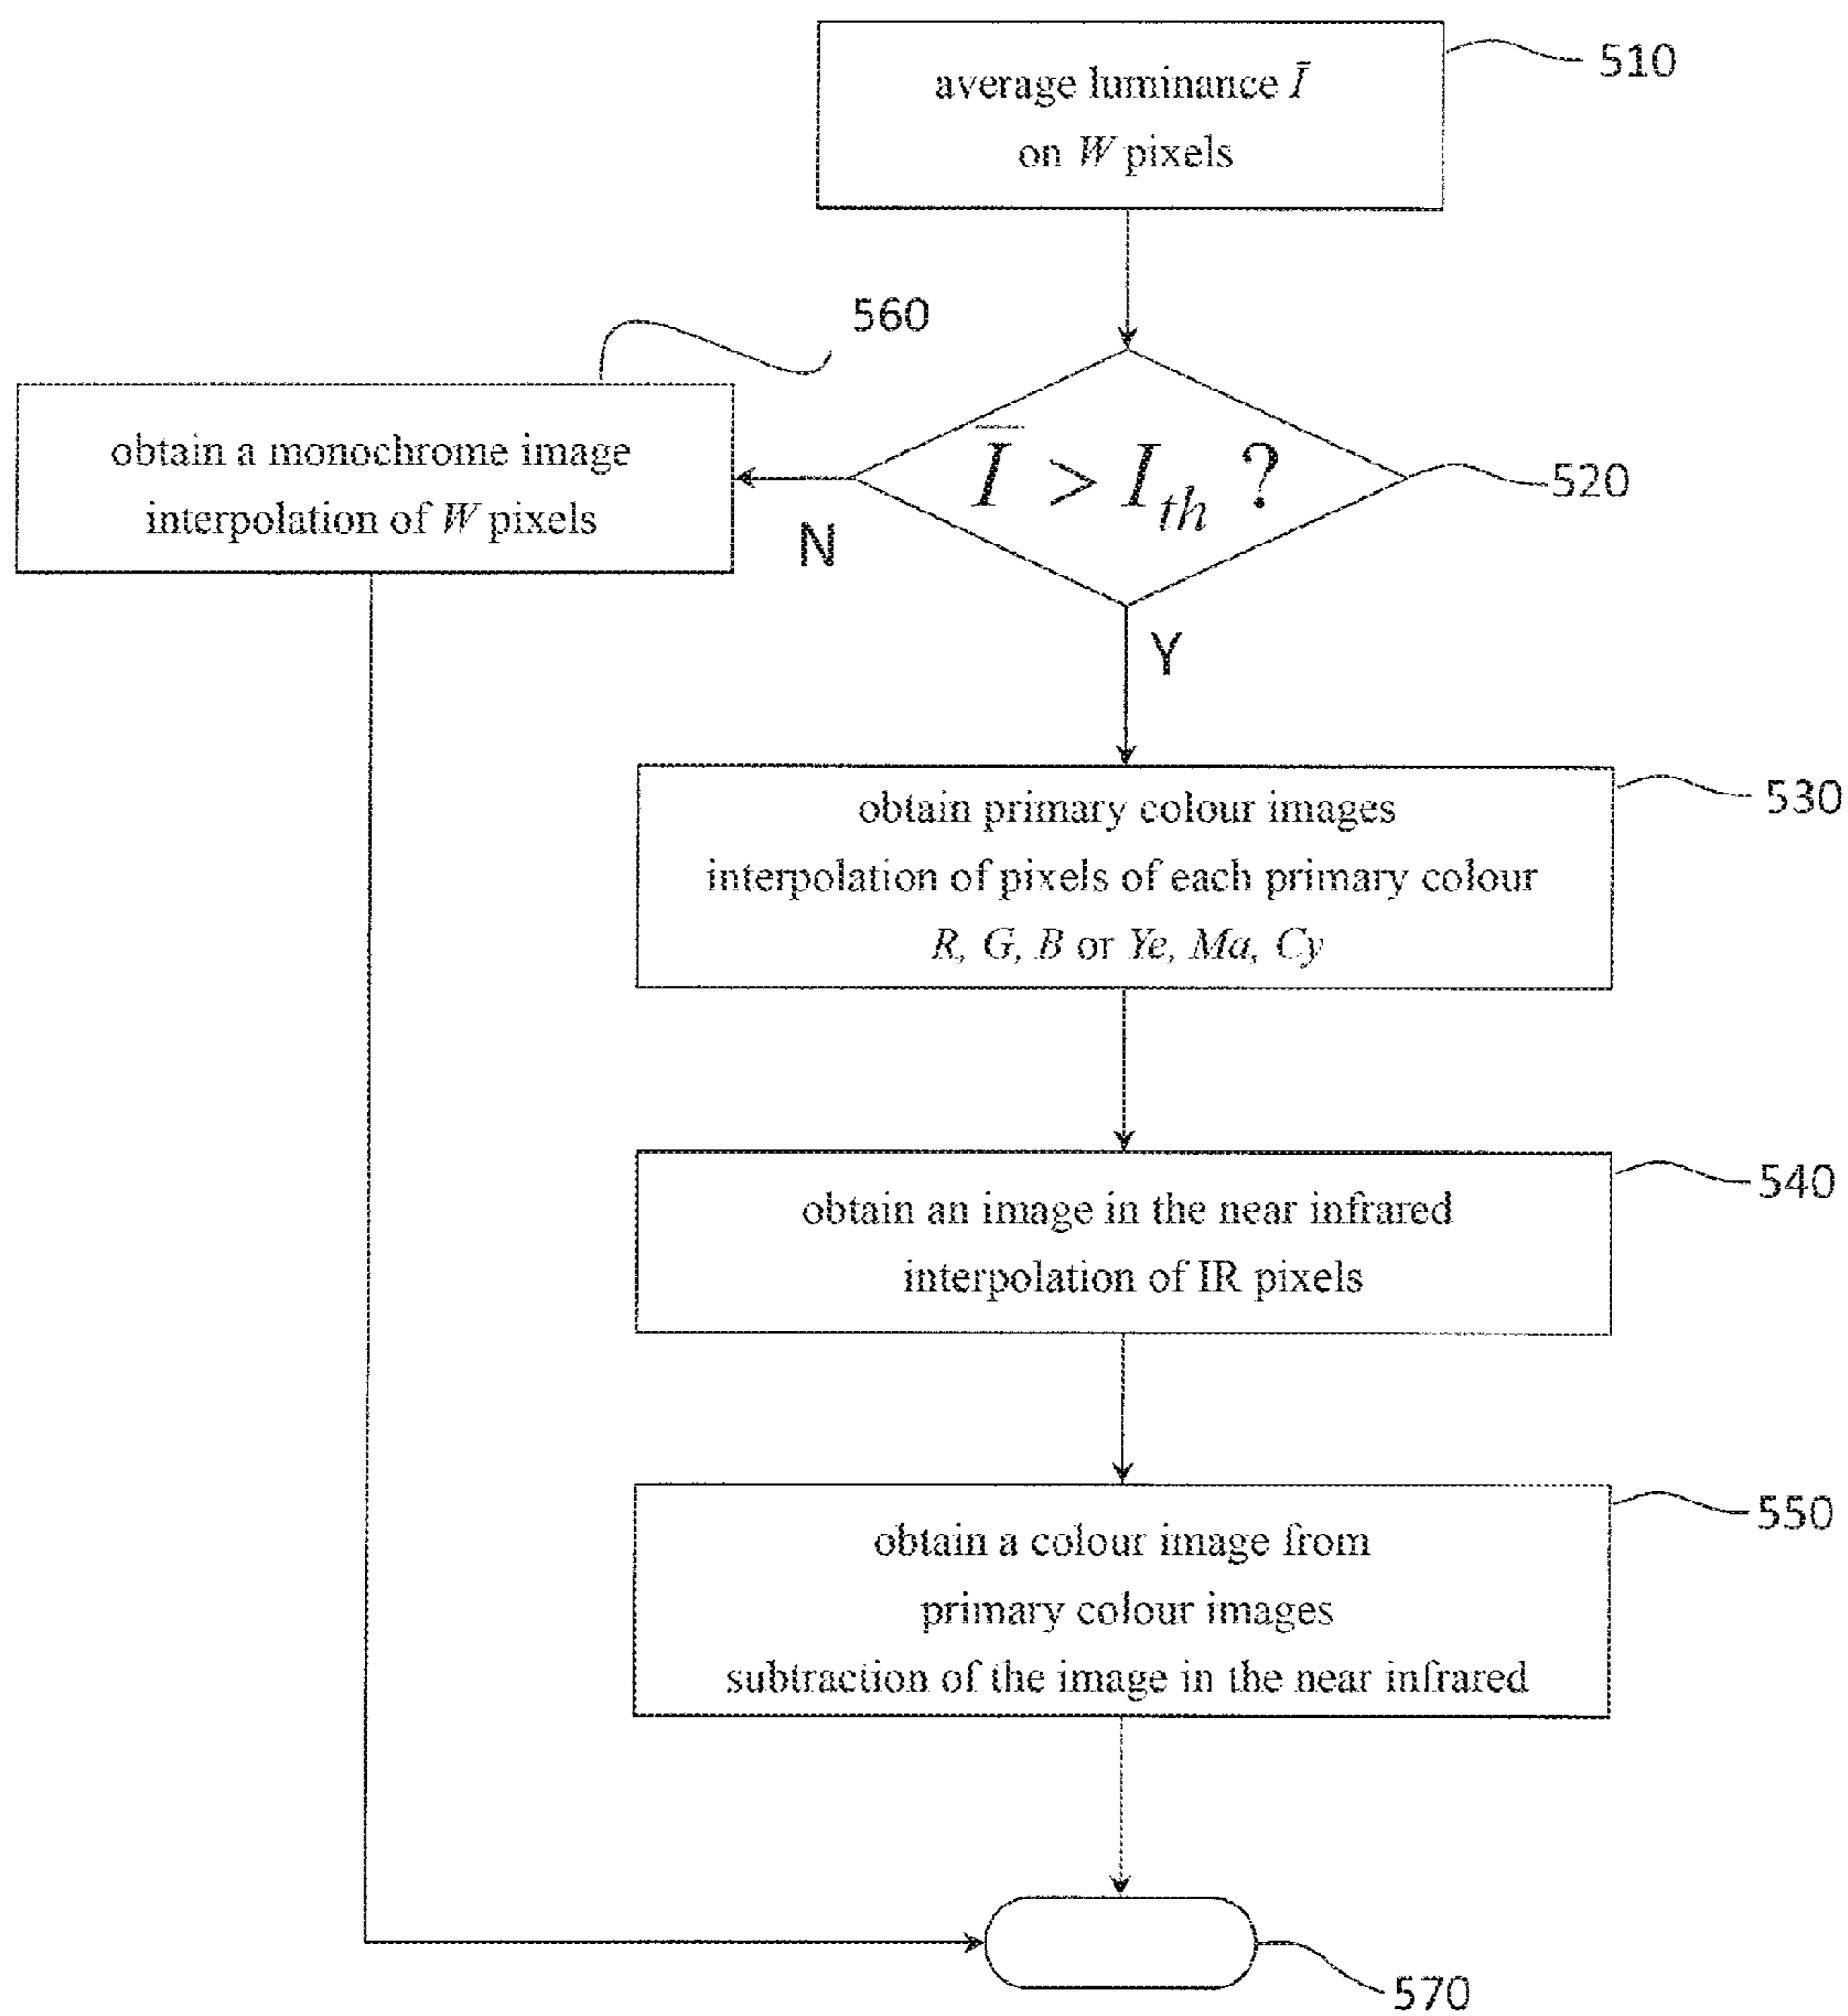 average luminance Ī
on W pixels
510
560
obtain a monochrome image
interpolation of W pixels
Ī > I_th ?
520
N
Y
obtain primary colour images
interpolation of pixels of each primary colour
R, G, B or Ye, Ma, Cy
530
obtain an image in the near infrared
interpolation of IR pixels
540
obtain a colour image from
primary colour images
subtraction of the image in the near infrared
550
570